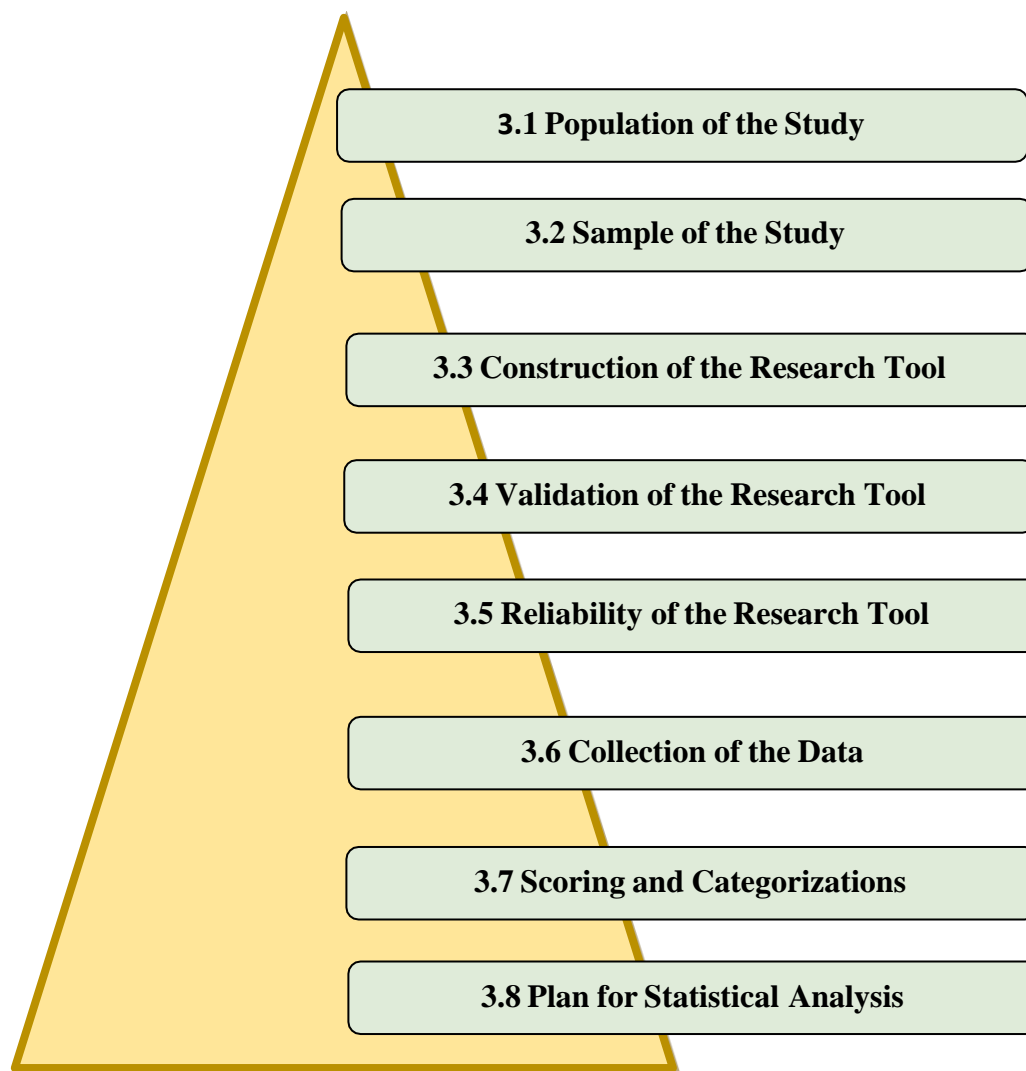 3.1 Population of the Study
3.2 Sample of the Study
3.3 Construction of the Research Tool
3.4 Validation of the Research Tool
3.5 Reliability of the Research Tool
3.6 Collection of the Data
3.7 Scoring and Categorizations
3.8 Plan for Statistical Analysis